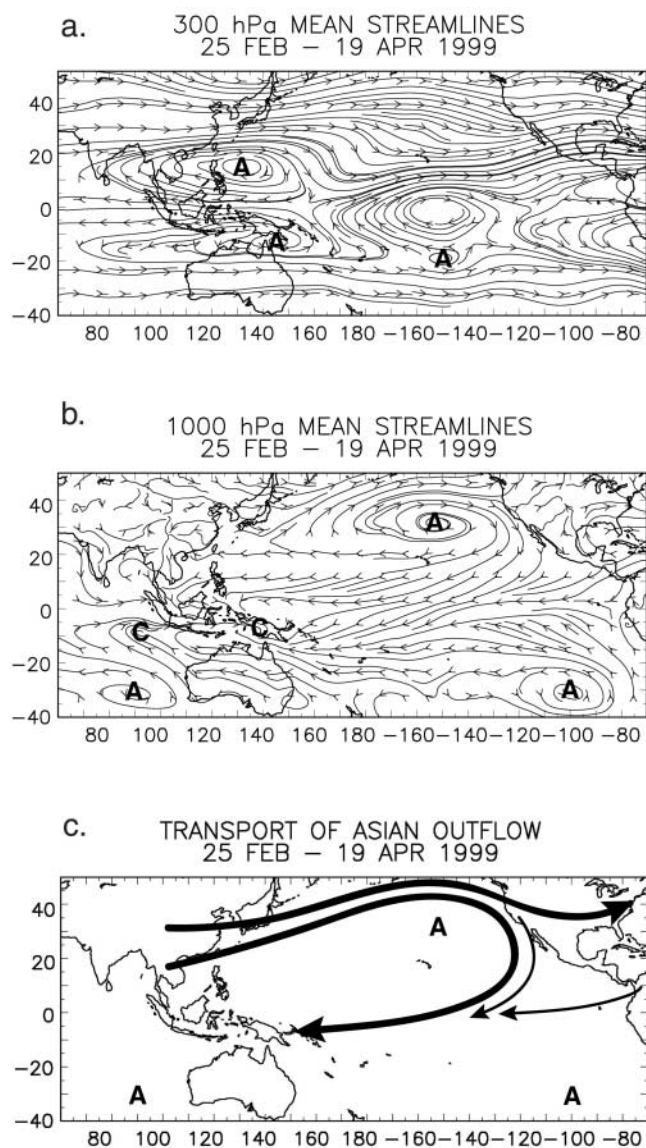 a.
300 hPa MEAN STREAMLINES
25 FEB – 19 APR 1999
40
20
0
−20
−40
A
A
A
80 100 120 140 160 180 −160 −140 −120 −100 −80
b.
1000 hPa MEAN STREAMLINES
25 FEB – 19 APR 1999
40
20
0
−20
−40
A
C
C
A
A
80 100 120 140 160 180 −160 −140 −120 −100 −80
c.
TRANSPORT OF ASIAN OUTFLOW
25 FEB – 19 APR 1999
40
20
0
−20
−40
A
A
A
80 100 120 140 160 180 −160 −140 −120 −100 −80